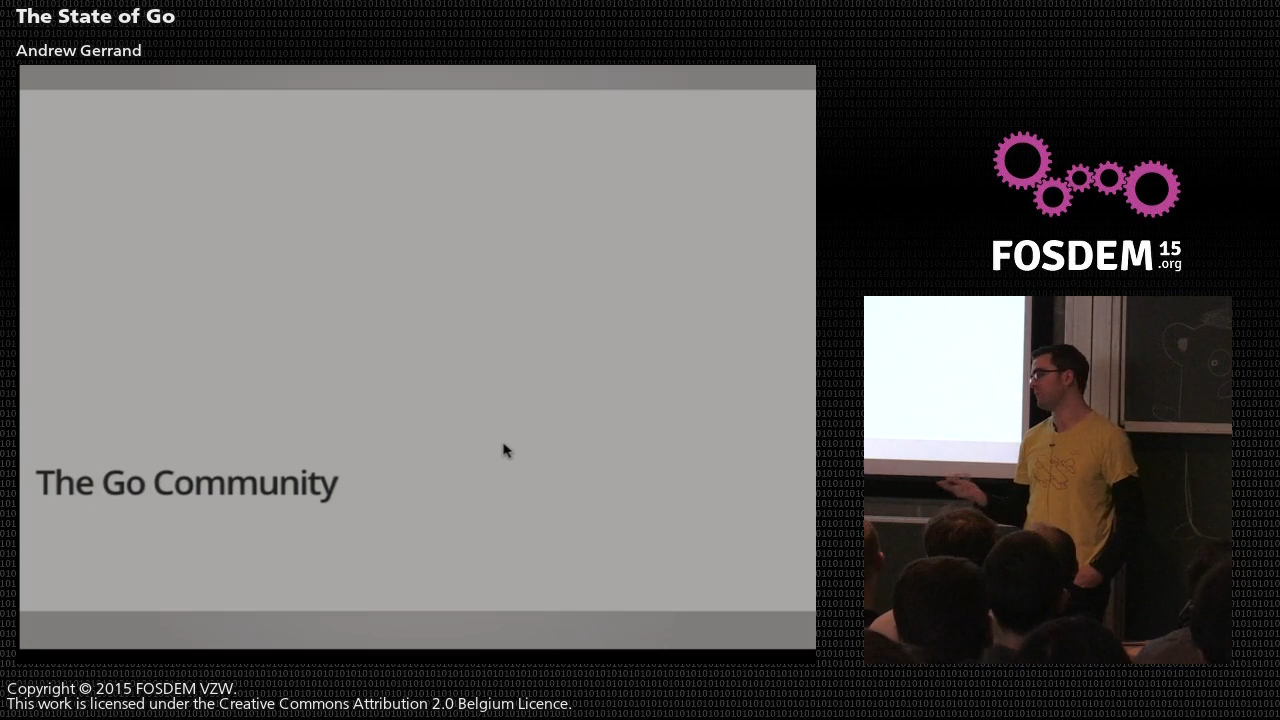 The State of Go
Andrew Gerrand
The Go Community
FOSDEM 15
.org
Copyright © 2015 FOSDEM VZW.
This work is licensed under the Creative Commons Attribution 2.0 Belgium Licence.